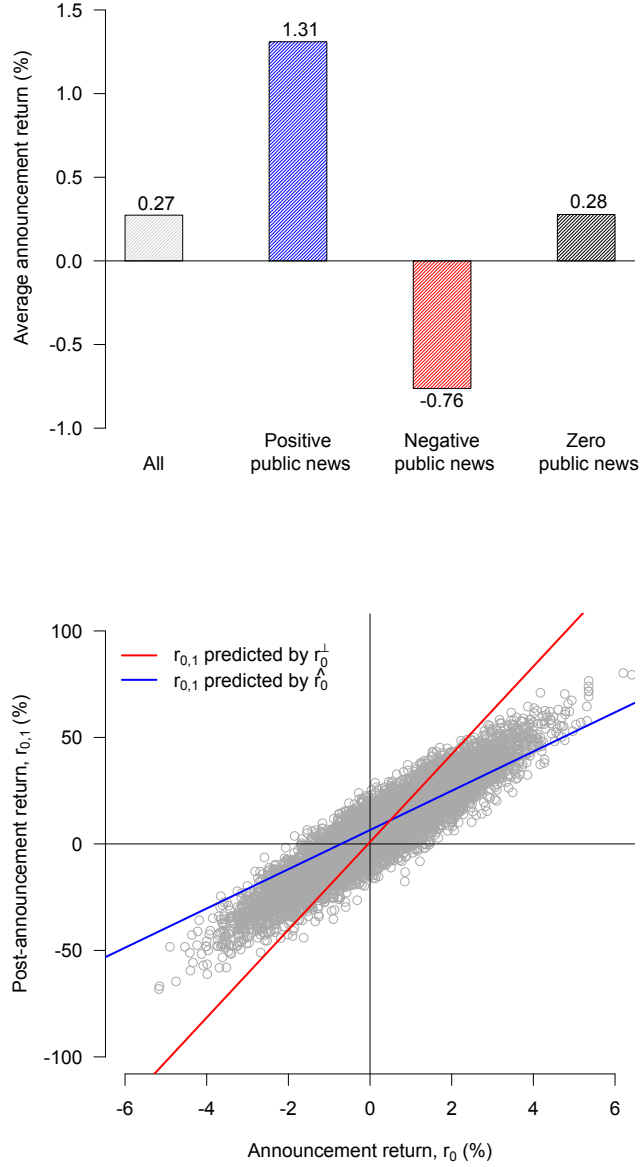 Average announcement return (%)
1.5
1.0
0.5
0.0
-0.5
-1.0
0.27
1.31
-0.76
0.28
All
Positive
public news
Negative
public news
Zero
public news
Post-announcement return, r0,1 (%)
100
50
0
-50
-100
r0,1 predicted by r0⊥
r0,1 predicted by r̂0
-6
-4
-2
0
2
4
6
Announcement return, r0 (%)